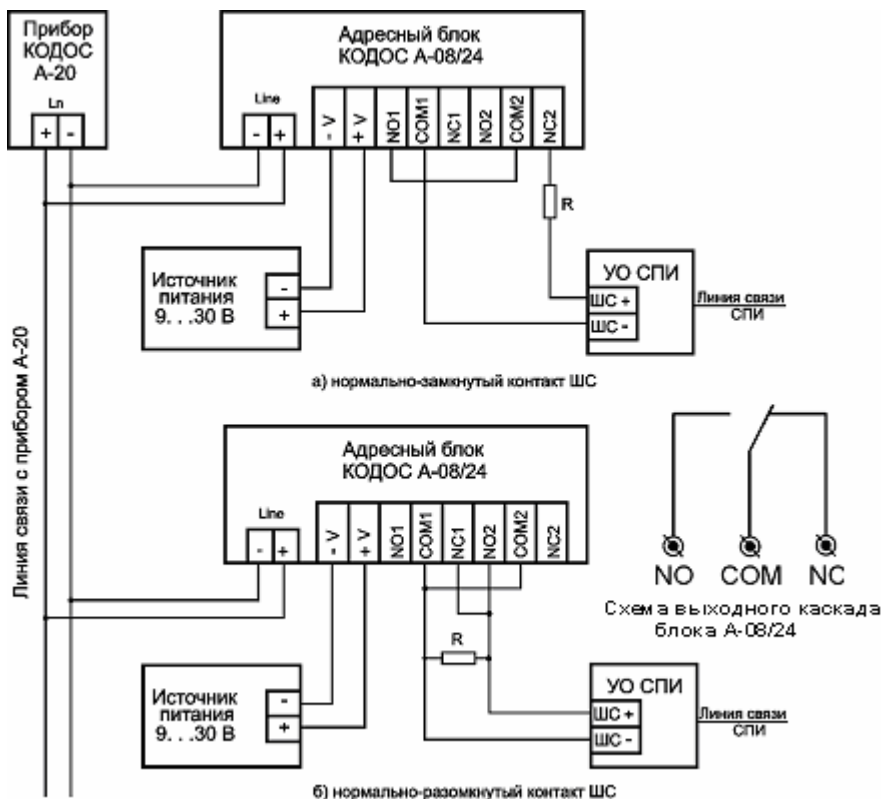 Прибор
КОДОС
А-20
Ln
+ -
Адресный блок
КОДОС А-08/24
Line
- +
- V
+ V
NO1
COM1
NC1
NO2
COM2
NC2
R
Источник
питания
9. . .30 В
-
+
УО СПИ
ШС +
ШС -
Линия связи
СПИ
а) нормально-замкнутый контакт ШС
Линия связи с прибором А-20
Адресный блок
КОДОС А-08/24
Line
- +
- V
+ V
NO1
COM1
NC1
NO2
COM2
NC2
R
Источник
питания
9. . .30 В
-
+
УО СПИ
ШС +
ШС -
Линия связи
СПИ
NO COM NC
Схема выходного каскада
блока А-08/24
б) нормально-разомкнутый контакт ШС